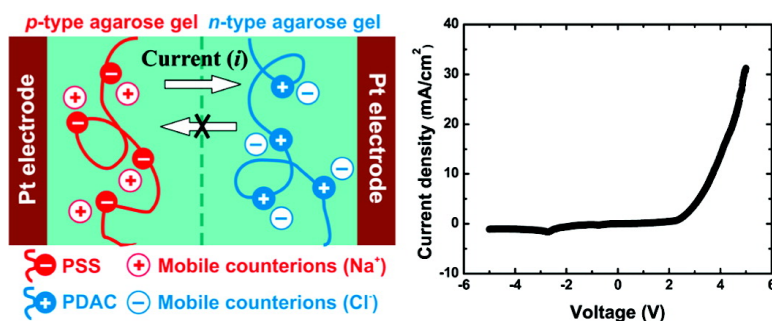 p-type agarose gel n-type agarose gel
Current (i)
Pt electrode
Pt electrode
PSS Mobile counterions (Na⁺)
PDAC Mobile counterions (Cl⁻)
Current density (mA/cm²)
40
30
20
10
0
-10
-6 -4 -2 0 2 4 6
Voltage (V)